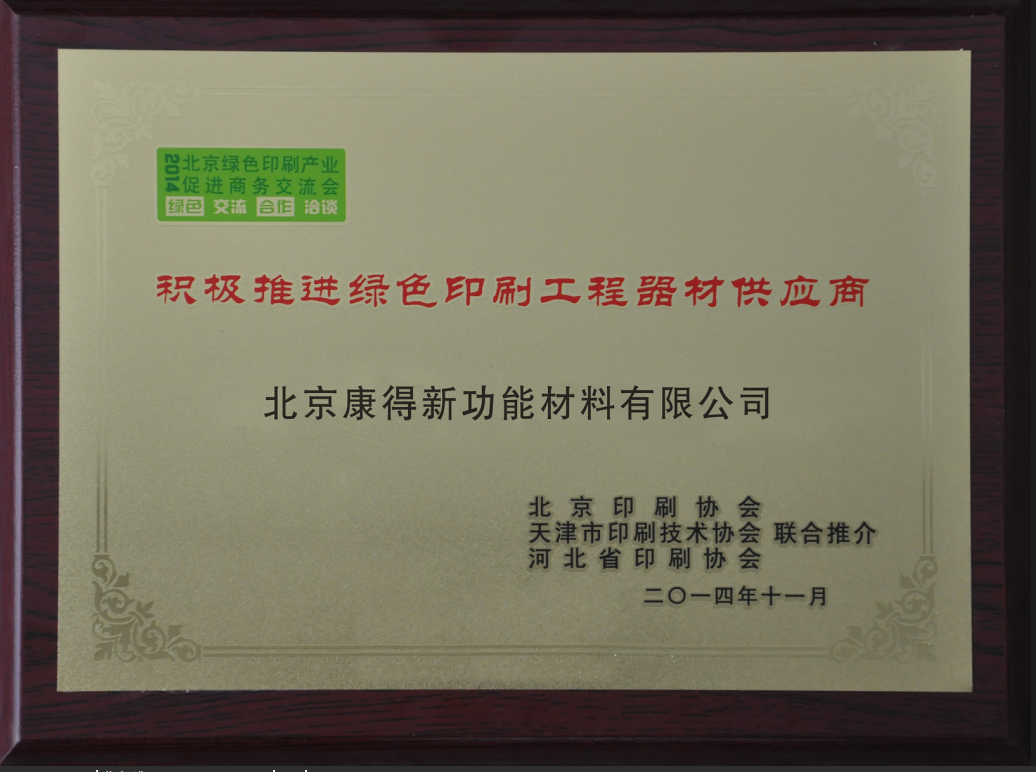 2014
北京绿色印刷产业
促进商务交流会
绿色 交流 合作 洽谈
积极推进绿色印刷工程器材供应商
北京康得新功能材料有限公司
北京印刷协会
天津市印刷技术协会 联合推介
河北省印刷协会
二〇一四年十一月